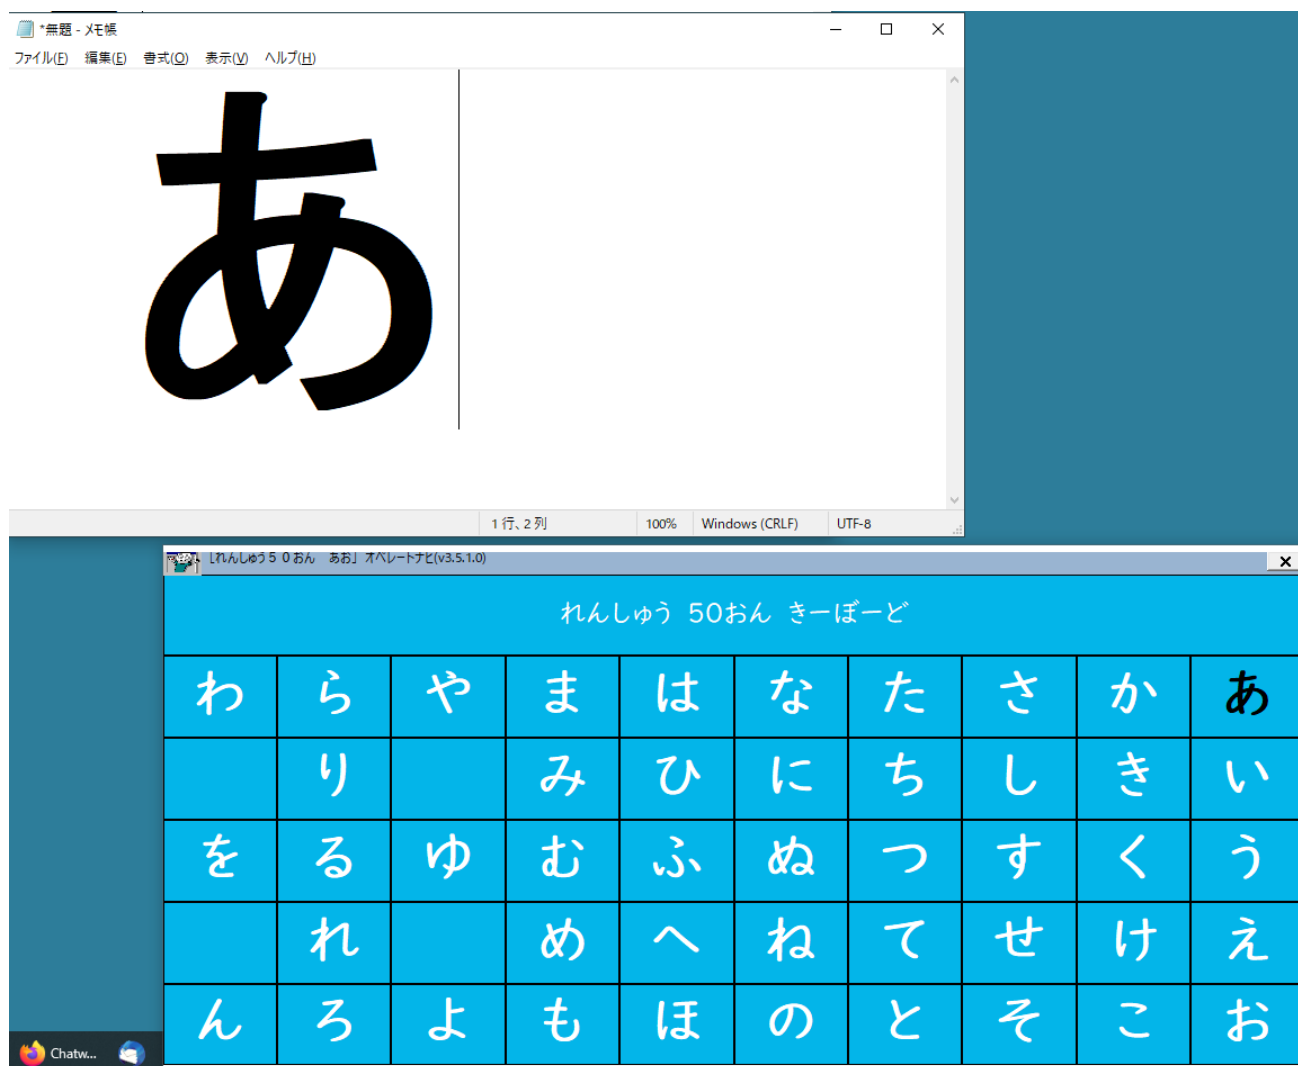 *無題 - メモ帳
ファイル(F) 編集(E) 書式(O) 表示(V) ヘルプ(H)
あ
1 行、2 列 100% Windows (CRLF) UTF-8
[れんしゅう５０おん　あお] オペレートナビ(v3.5.1.0)
れんしゅう 50おん きーぼーど
わ ら や ま は な た さ か あ
り み ひ に ち し き い
を る ゆ む ふ ぬ つ す く う
れ め へ ね て せ け え
ん ろ よ も ほ の と そ こ お
Chatw...